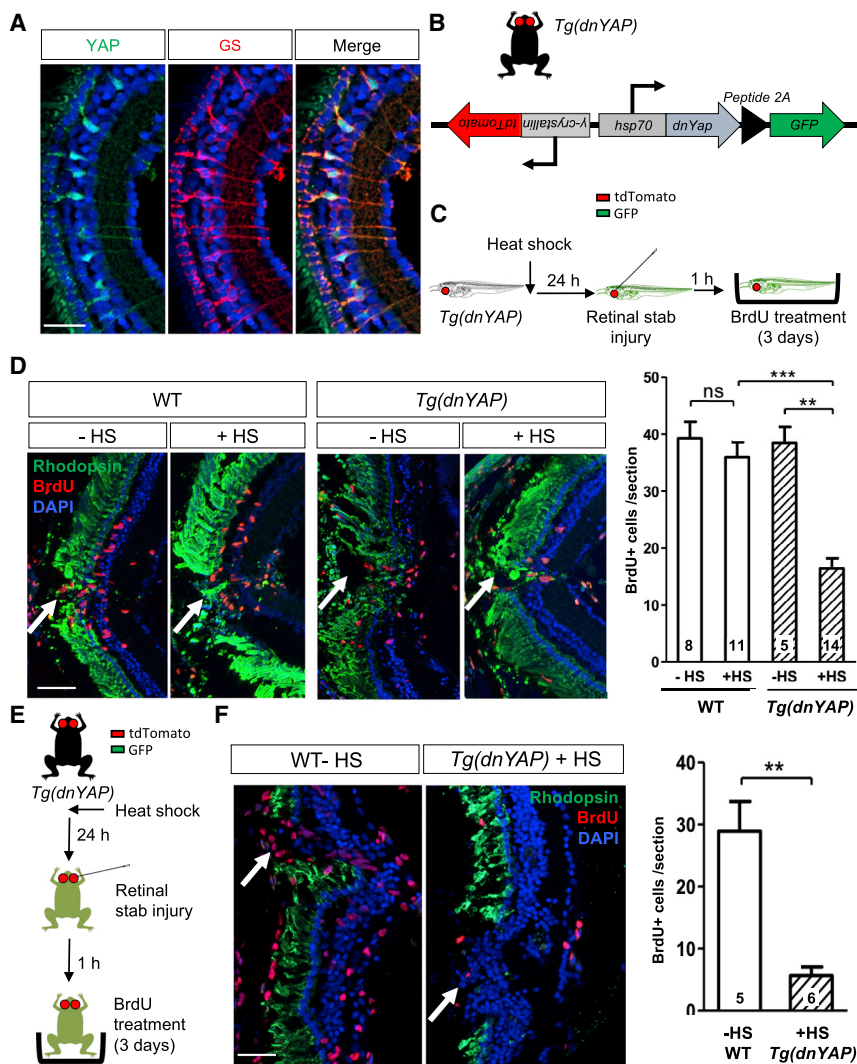 A
YAP
GS
Merge
B
Tg(dnYAP)
Peptide 2A
tdTomato
γ-crystallin
hsp70
dnYap
GFP
tdTomato
GFP
C
Heat shock
24 h
1 h
Tg(dnYAP)
Retinal stab
injury
BrdU treatment
(3 days)
D
WT
Tg(dnYAP)
- HS
+ HS
- HS
+ HS
Rhodopsin
BrdU
DAPI
BrdU+ cells /section
50
40
30
20
10
0
ns
***
**
8
11
5
14
- HS
+HS
-HS
+HS
WT
Tg(dnYAP)
E
tdTomato
GFP
Tg(dnYAP)
Heat shock
24 h
Retinal
stab injury
1 h
BrdU
treatment
(3 days)
F
WT- HS
Tg(dnYAP) + HS
Rhodopsin
BrdU
DAPI
BrdU+ cells /section
40
30
20
10
0
**
5
6
-HS
WT
+HS
Tg(dnYAP)